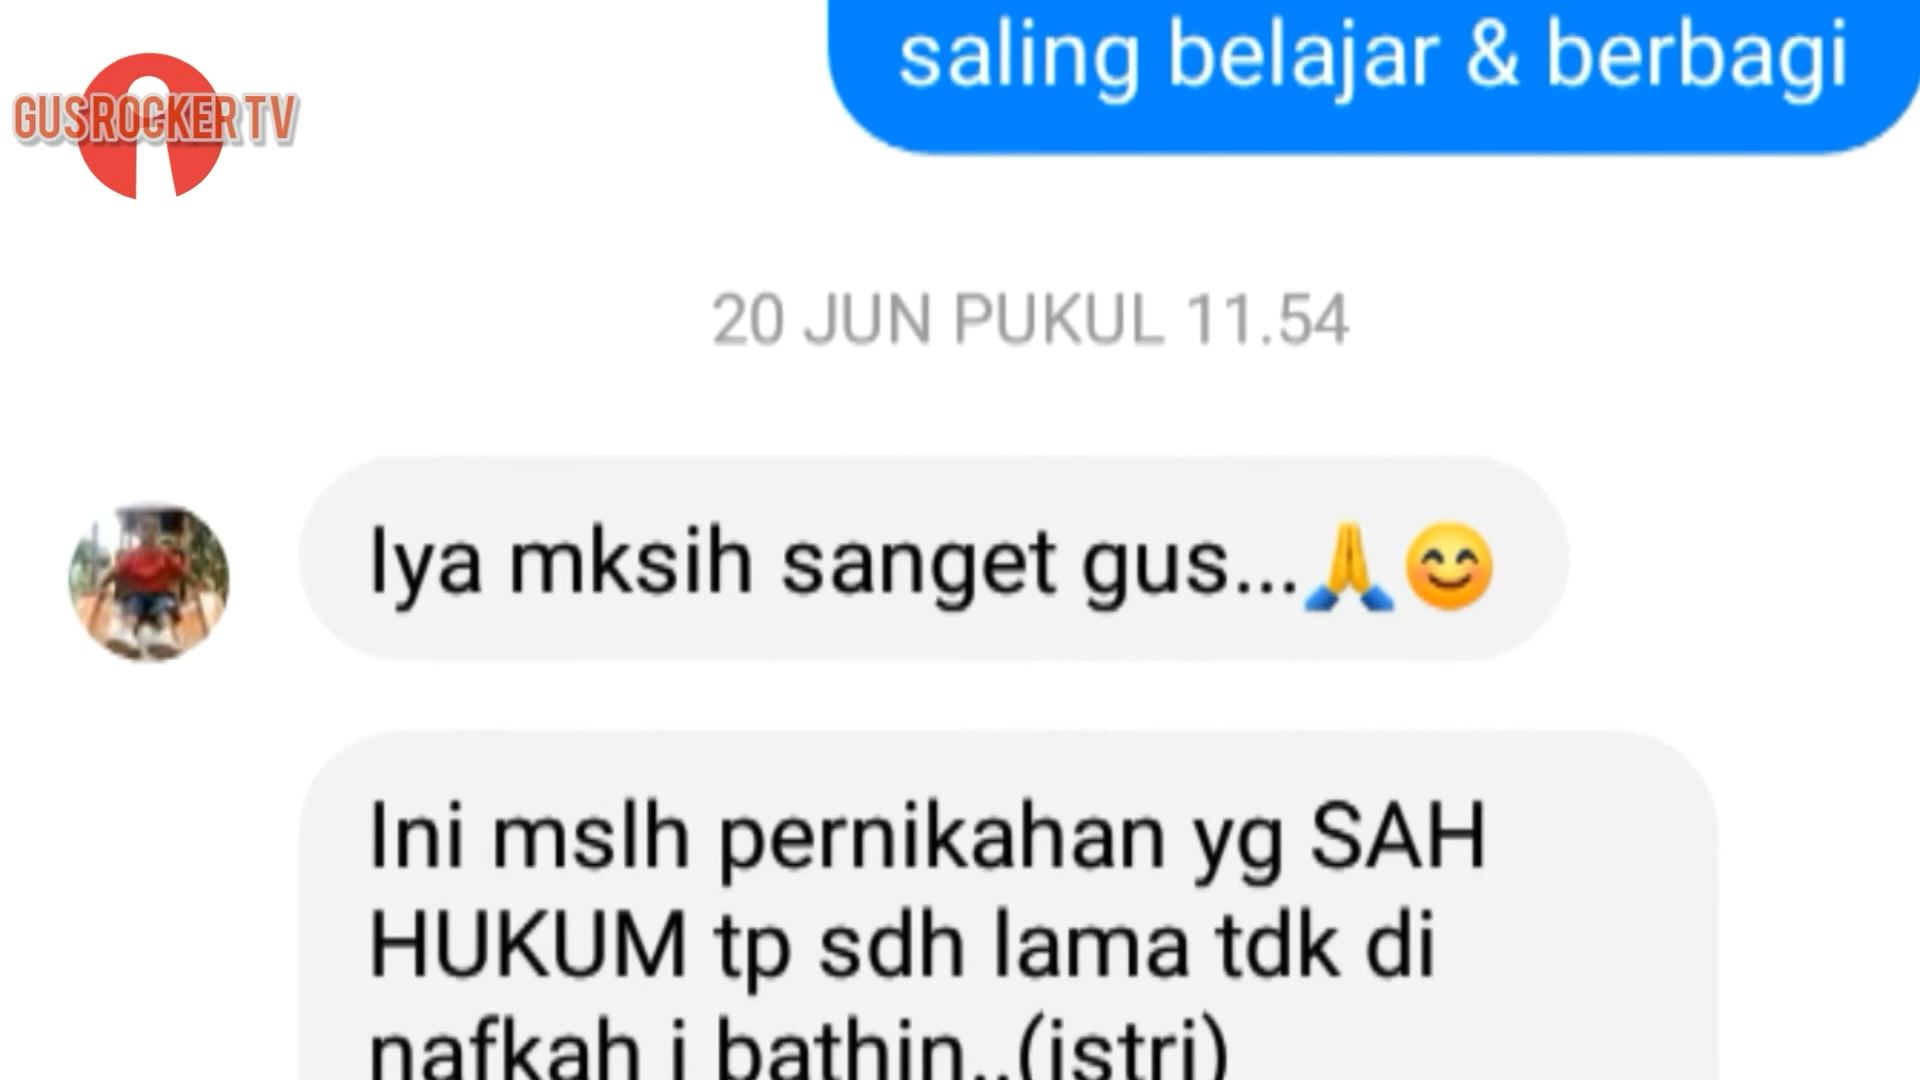 saling belajar & berbagi
GUSROCKER TV
20 JUN PUKUL 11.54
Iya mksih sanget gus...🙏😊
Ini mslh pernikahan yg SAH
HUKUM tp sdh lama tdk di
nafkah i bathin..(istri)